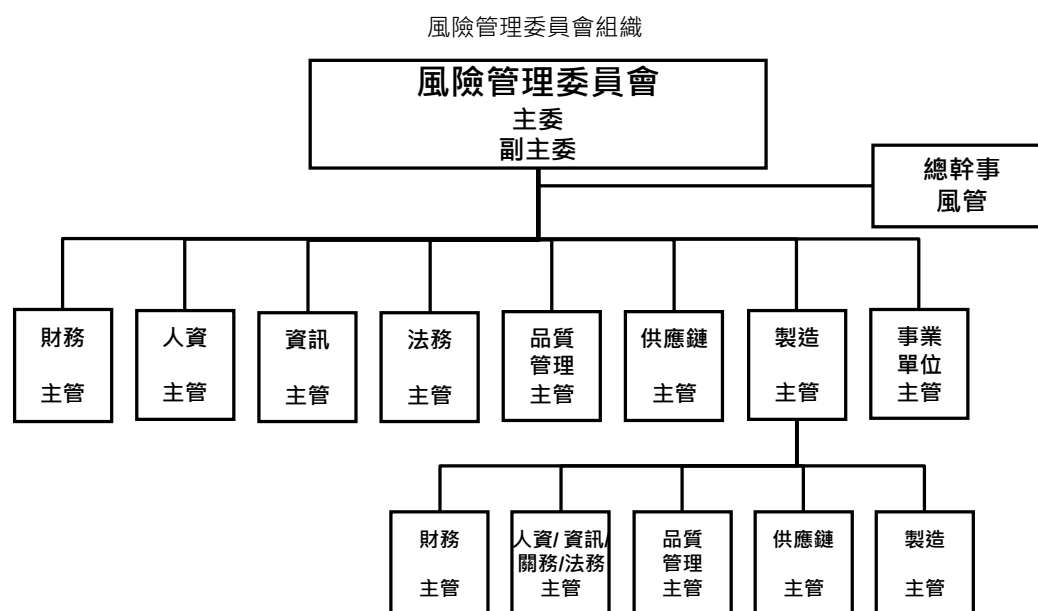 風險管理委員會組織
風險管理委員會
主委
副主委
總幹事
風管
財務
主管
人資
主管
資訊
主管
法務
主管
品質
管理
主管
供應鏈
主管
製造
主管
事業
單位
主管
財務
主管
人資/ 資訊/
關務/法務
主管
品質
管理
主管
供應鏈
主管
製造
主管